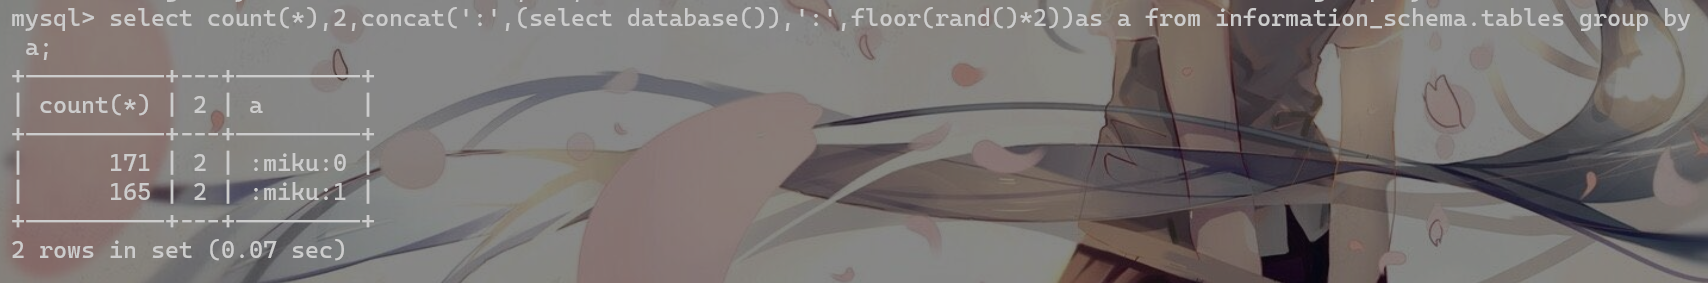 mysql> select count(*),2,concat(':',(select database()),':',floor(rand()*2))as a from information_schema.tables group by
a;
+----------+---+---------+
| count(*) | 2 | a       |
+----------+---+---------+
|      171 | 2 | :miku:0 |
|      165 | 2 | :miku:1 |
+----------+---+---------+
2 rows in set (0.07 sec)